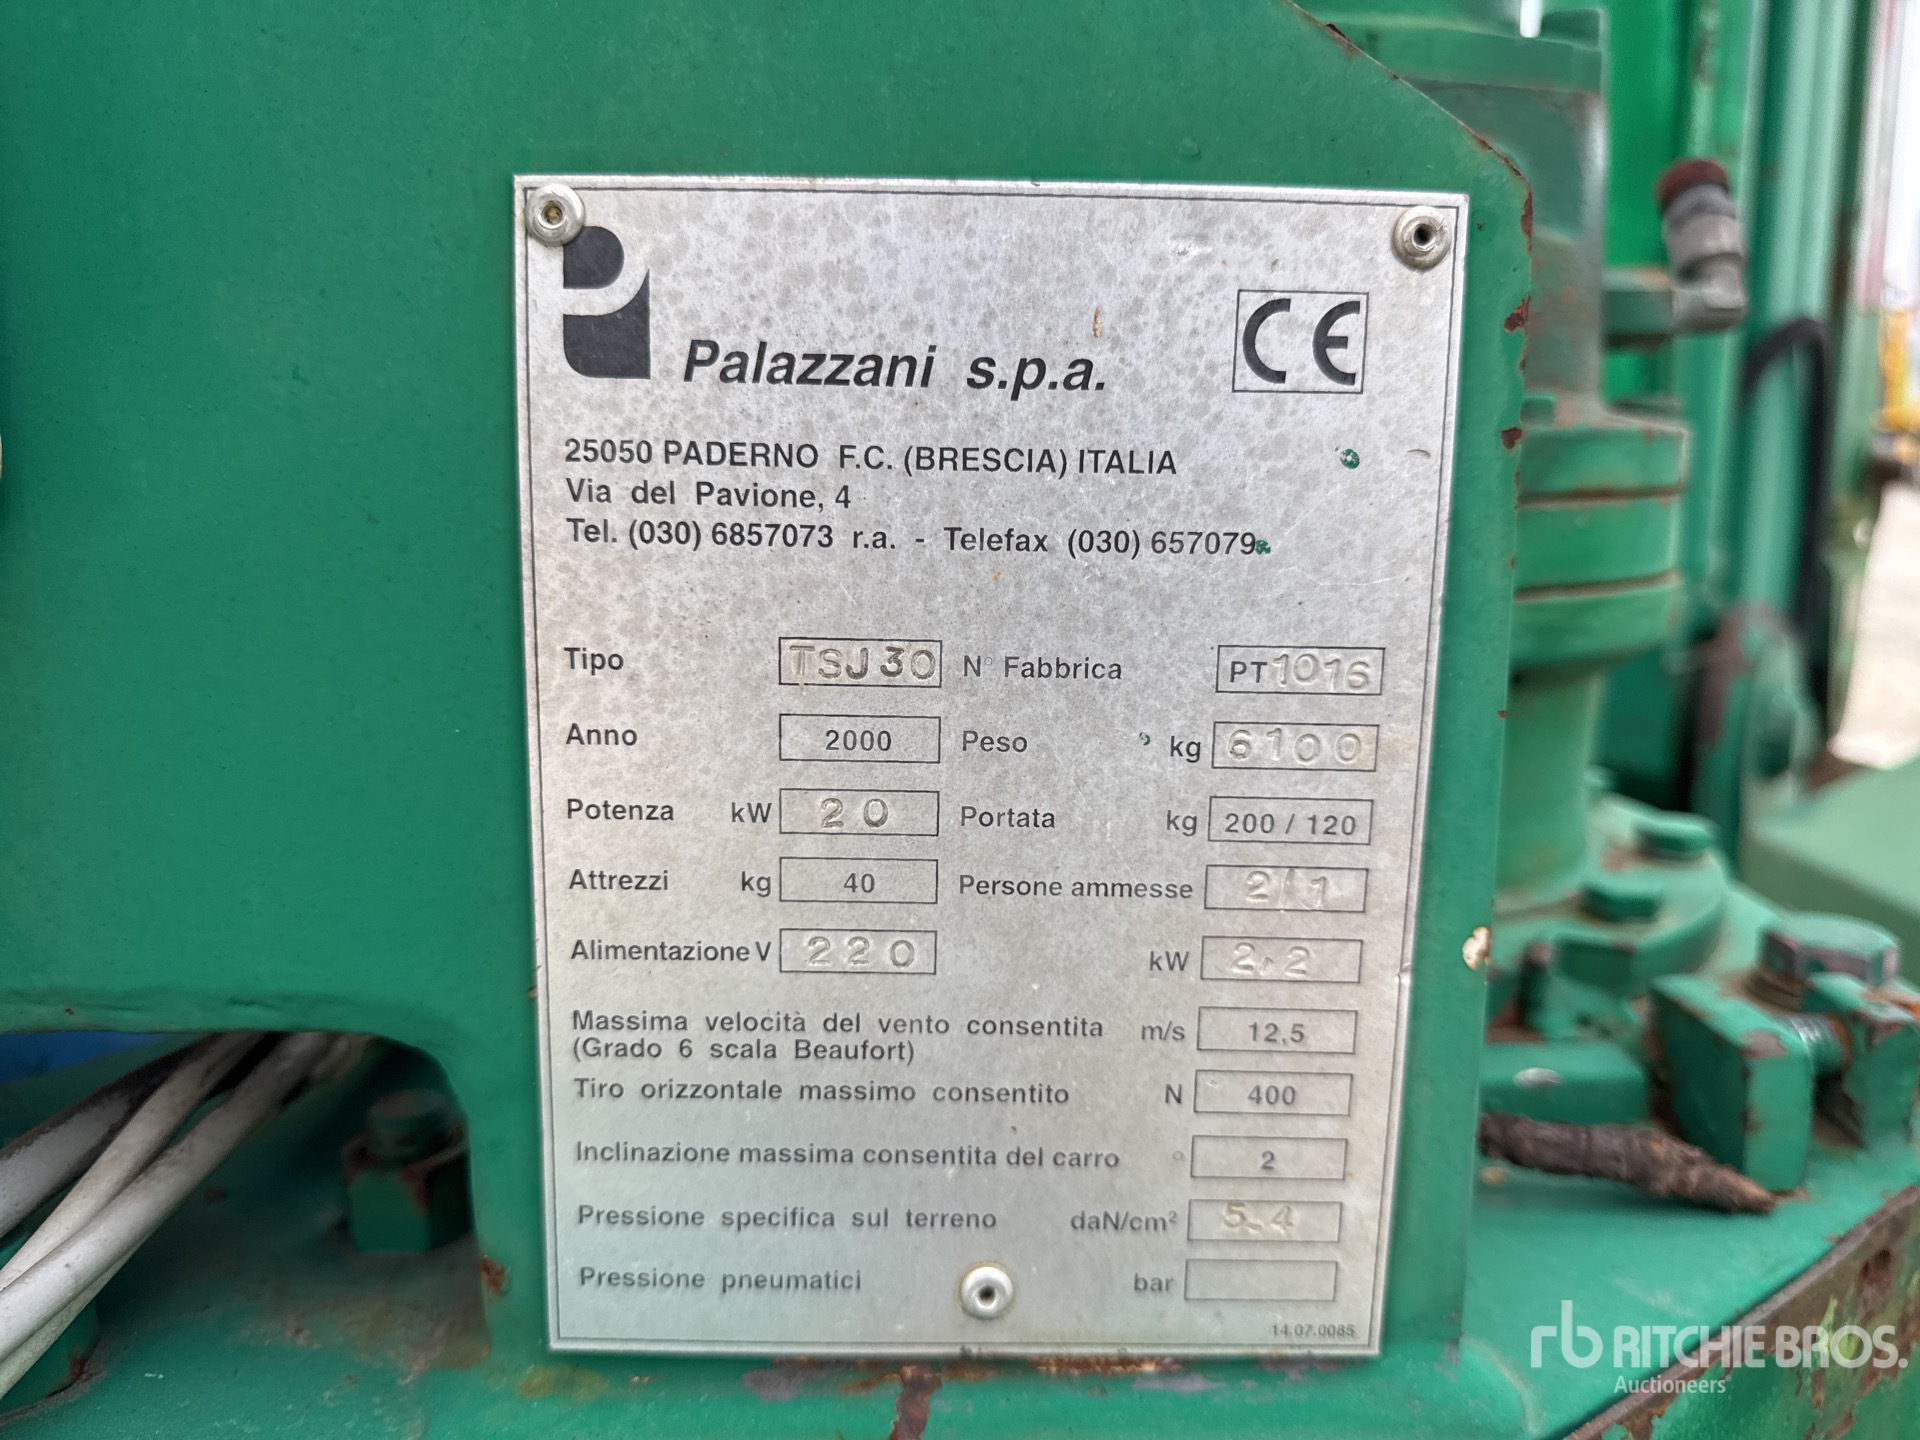 Palazzani s.p.a.
CE
25050 PADERNO F.C. (BRESCIA) ITALIA
Via del Pavione, 4
Tel. (030) 6857073 r.a. - Telefax (030) 657079
Tipo TSJ30 N° Fabbrica PT1016
Anno 2000 Peso kg 6100
Potenza kW 20 Portata kg 200 / 120
Attrezzi kg 40 Persone ammesse 2/1
Alimentazione V 220 kW 2.2
Massima velocità del vento consentita m/s 12,5
(Grado 6 scala Beaufort)
Tiro orizzontale massimo consentito N 400
Inclinazione massima consentita del carro ° 2
Pressione specifica sul terreno daN/cm² 5.4
Pressione pneumatici bar
14.07.0085
rb RITCHIE BROS.
Auctioneers